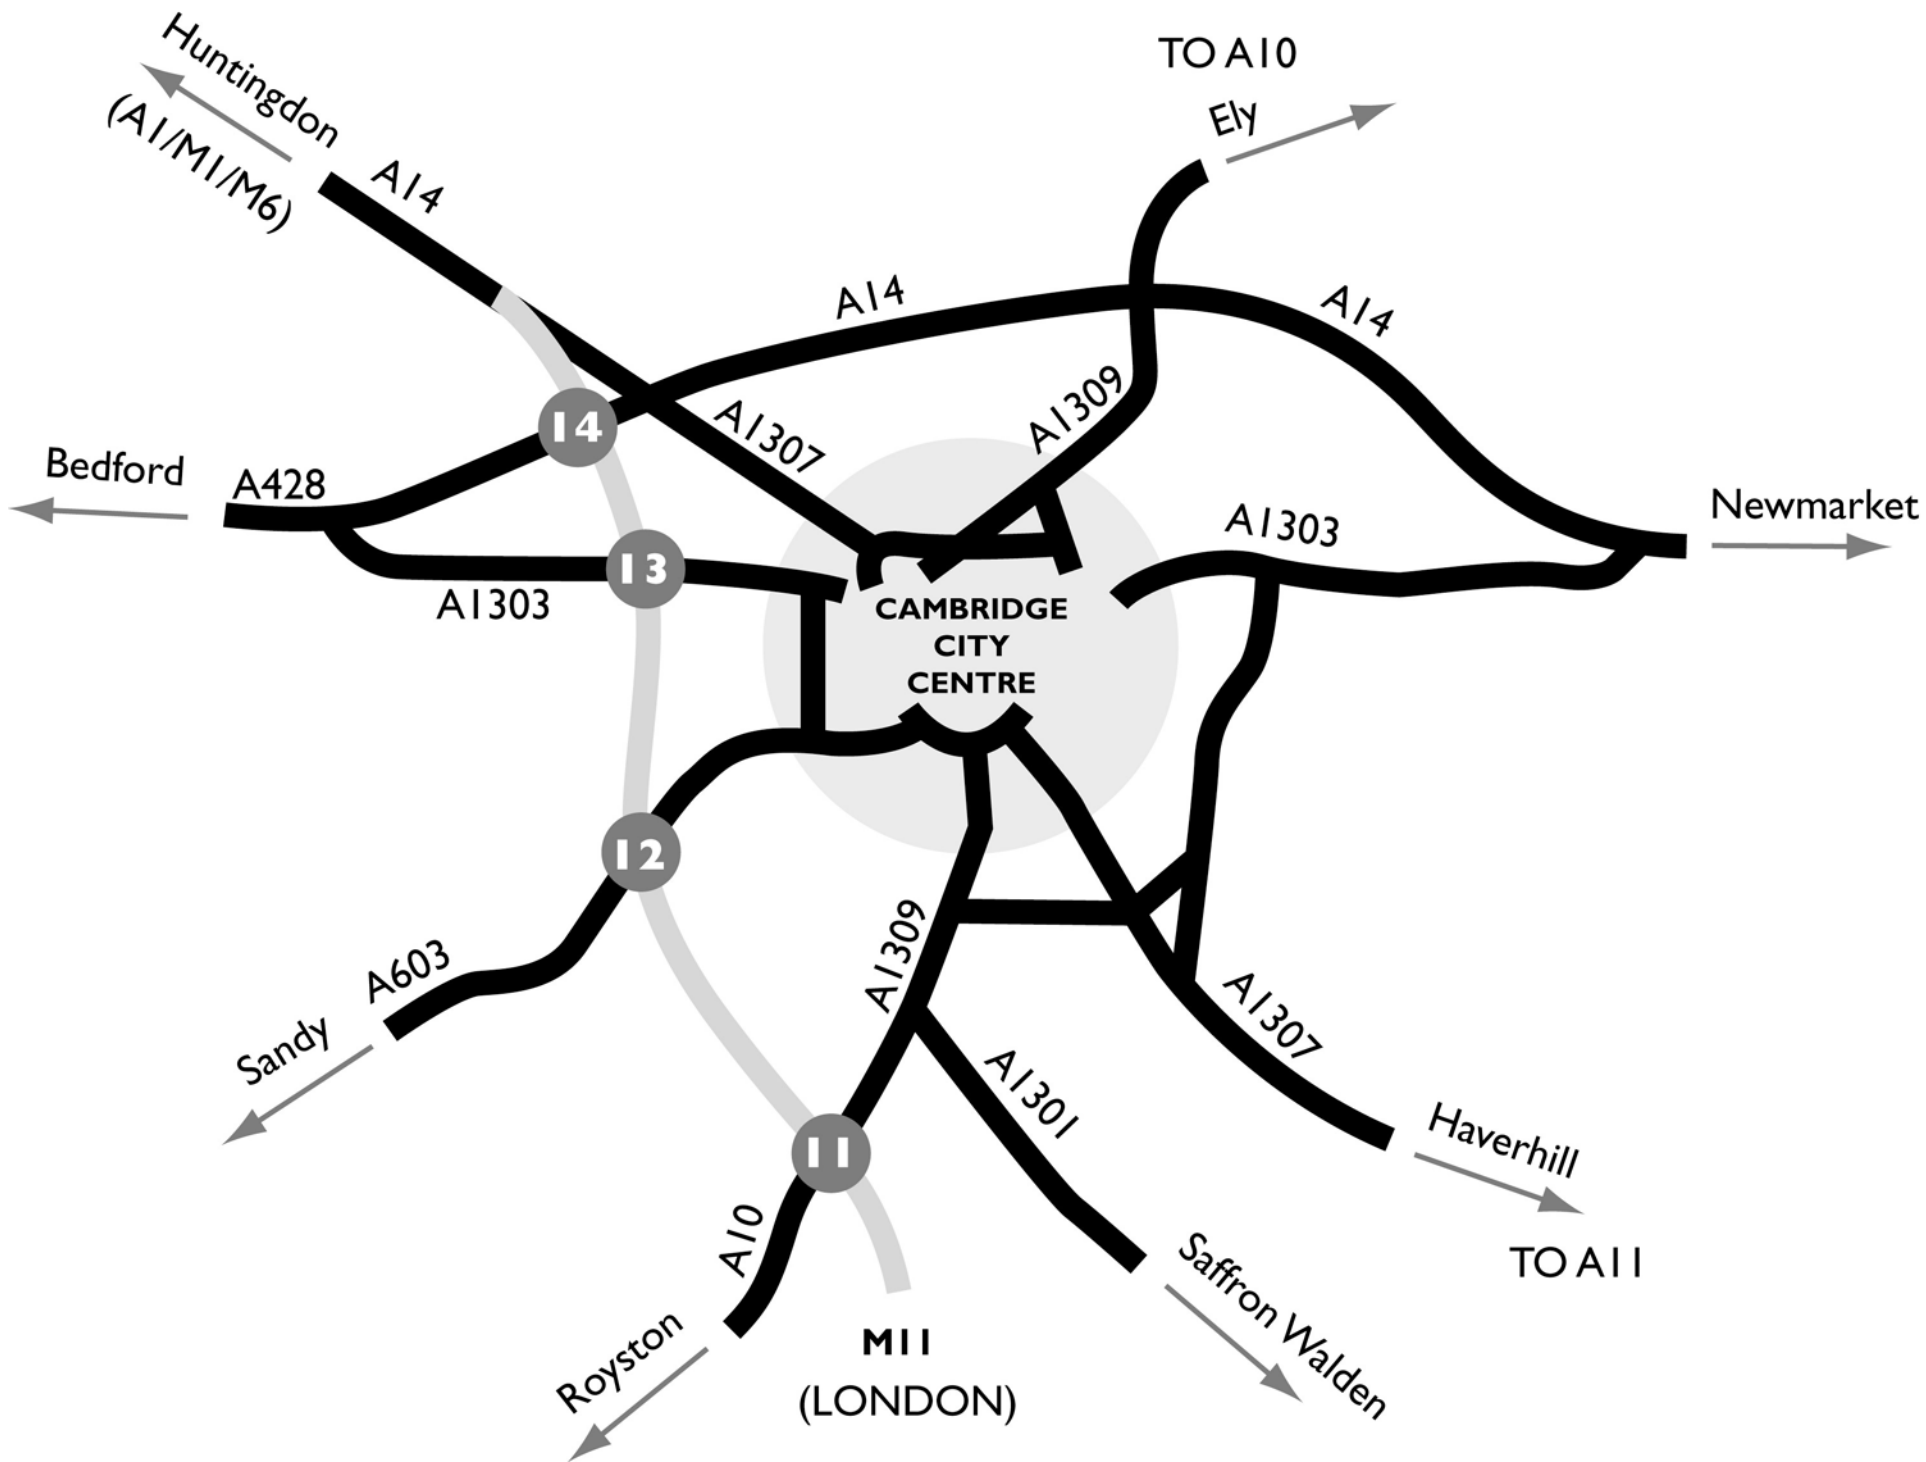 TO A10
Huntingdon
(A1/M1/M6)
A14
Ely
A14
A14
A1309
A1307
14
Bedford
A428
Newmarket
A1303
13
A1303
CAMBRIDGE
CITY
CENTRE
12
A603
A1309
Sandy
A1307
A1301
Haverhill
11
A10
TO A11
Saffron Walden
Royston
M11
(LONDON)